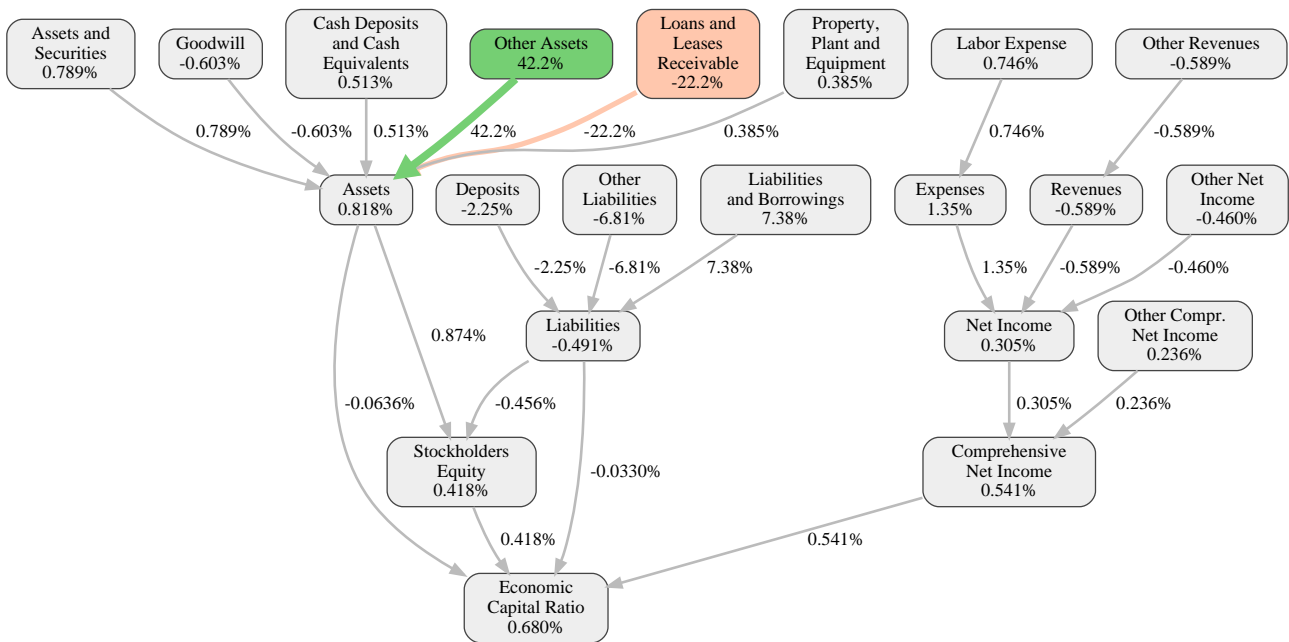 Assets and
Securities
0.789%
Goodwill
-0.603%
Cash Deposits
and Cash
Equivalents
0.513%
Other Assets
42.2%
Loans and
Leases
Receivable
-22.2%
Property,
Plant and
Equipment
0.385%
Labor Expense
0.746%
Other Revenues
-0.589%
0.789%
-0.603%
0.513%
42.2%
-22.2%
0.385%
0.746%
-0.589%
Assets
0.818%
Deposits
-2.25%
Other
Liabilities
-6.81%
Liabilities
and Borrowings
7.38%
Expenses
1.35%
Revenues
-0.589%
Other Net
Income
-0.460%
-2.25%
-6.81%
7.38%
1.35%
-0.589%
-0.460%
0.874%
Liabilities
-0.491%
Net Income
0.305%
Other Compr.
Net Income
0.236%
-0.0636%
-0.456%
0.305%
0.236%
Stockholders
Equity
0.418%
-0.0330%
Comprehensive
Net Income
0.541%
0.418%
0.541%
Economic
Capital Ratio
0.680%